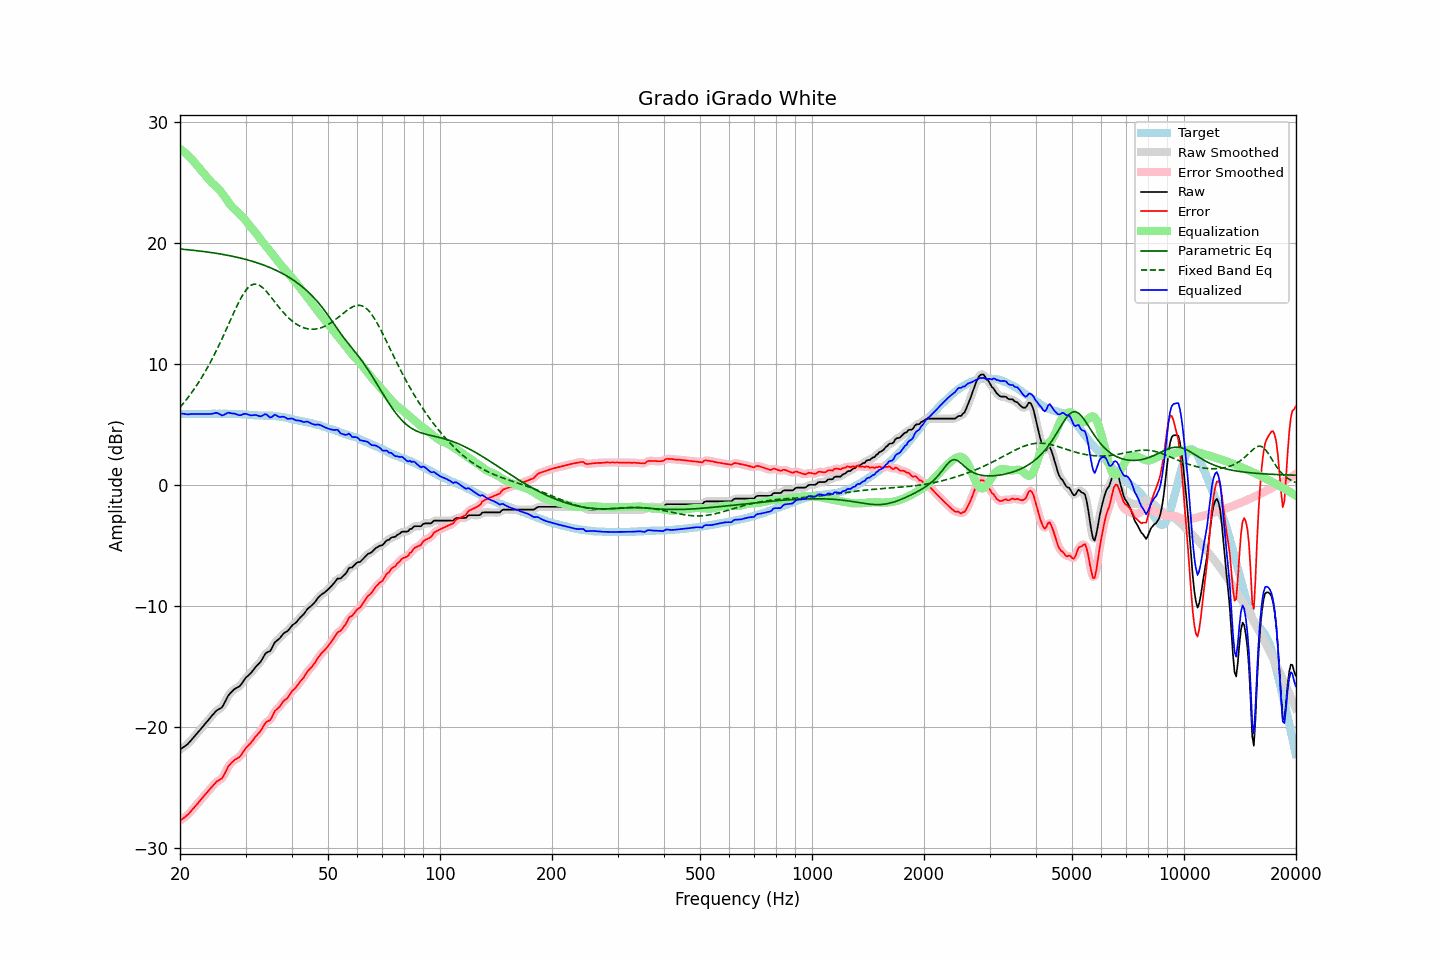 Grado iGrado White
30
20
10
0
−10
−20
−30
Amplitude (dBr)
20
50
100
200
500
1000
2000
5000
10000
20000
Frequency (Hz)
Target
Raw Smoothed
Error Smoothed
Raw
Error
Equalization
Parametric Eq
Fixed Band Eq
Equalized